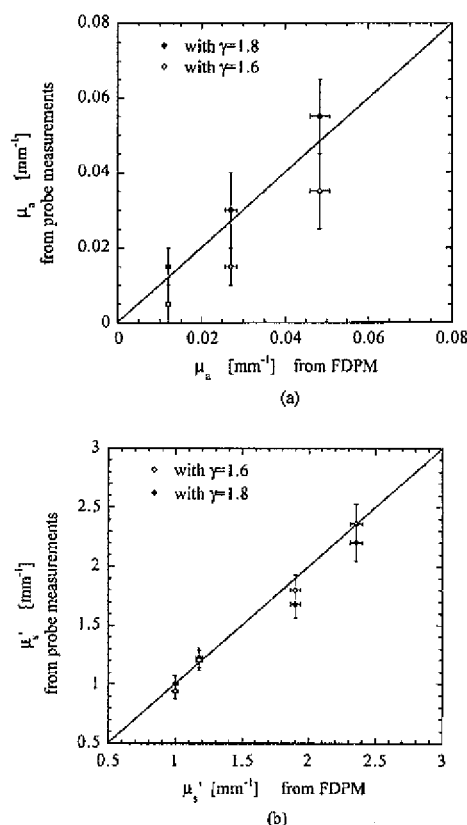 0.08
with γ=1.8
with γ=1.6
0.06
μa [mm-1]
from probe measurements
0.04
0.02
0
0 0.02 0.04 0.06 0.08
μa [mm-1] from FDPM
(a)
3
with γ=1.6
with γ=1.8
2.5
μs' [mm-1]
from probe measurements
2
1.5
1
0.5
0.5 1 1.5 2 2.5 3
μs' [mm-1] from FDPM
(b)